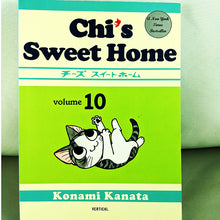 Chi's
Sweet Home
A New York
Times
Bestseller
チーズ スイートホーム
volume 10
Konami Kanata
VERTICAL